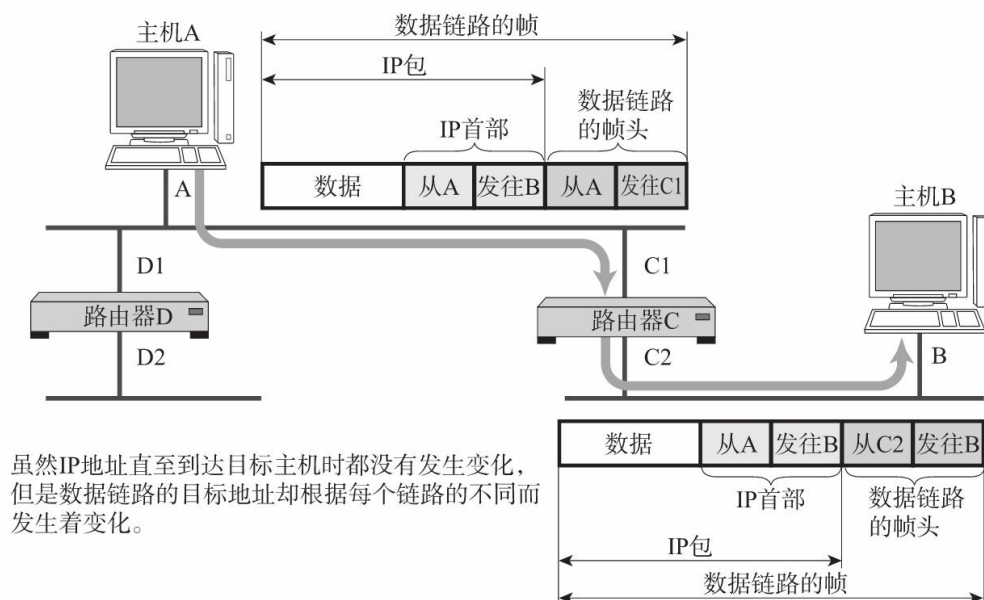 数据链路的帧
主机A
IP包
数据链路
的帧头
IP首部
数据 从A 发往B 从A 发往C1
A
主机B
D1
C1
路由器D
路由器C
D2
C2
B
数据 从A 发往B 从C2 发往B
虽然IP地址直至到达目标主机时都没有发生变化，
但是数据链路的目标地址却根据每个链路的不同而
发生着变化。
IP首部
数据链路
的帧头
IP包
数据链路的帧